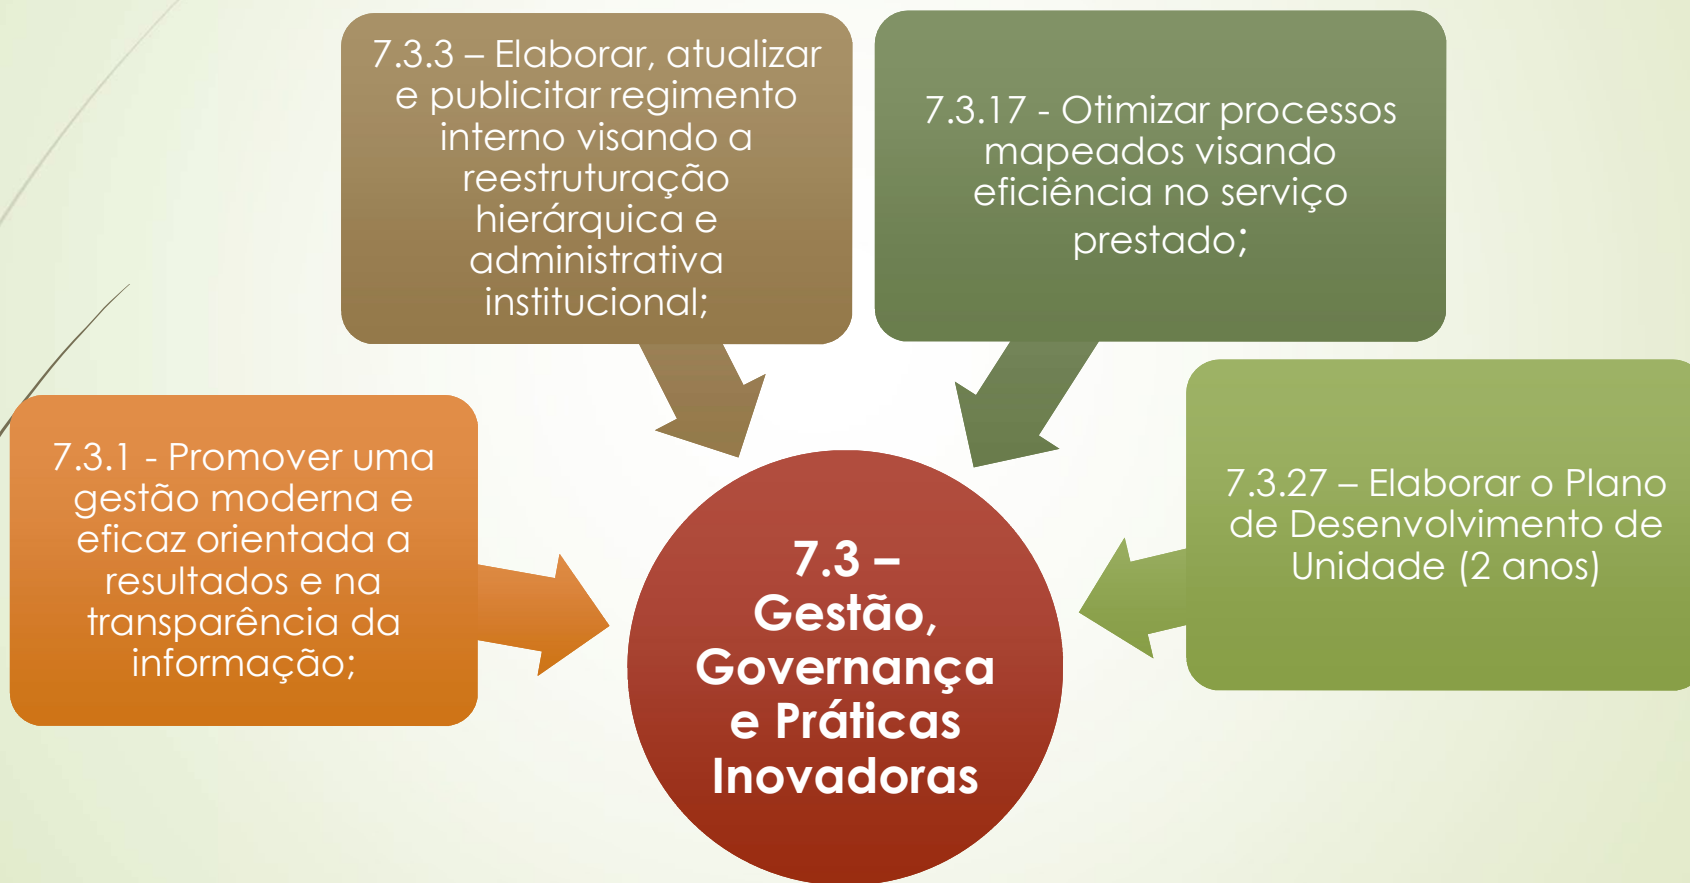 7.3.3 – Elaborar, atualizar
e publicitar regimento
interno visando a
reestruturação
hierárquica e
administrativa
institucional;
7.3.17 - Otimizar processos
mapeados visando
eficiência no serviço
prestado;
7.3.1 - Promover uma
gestão moderna e
eficaz orientada a
resultados e na
transparência da
informação;
7.3.27 – Elaborar o Plano
de Desenvolvimento de
Unidade (2 anos)
7.3 –
Gestão,
Governança
e Práticas
Inovadoras